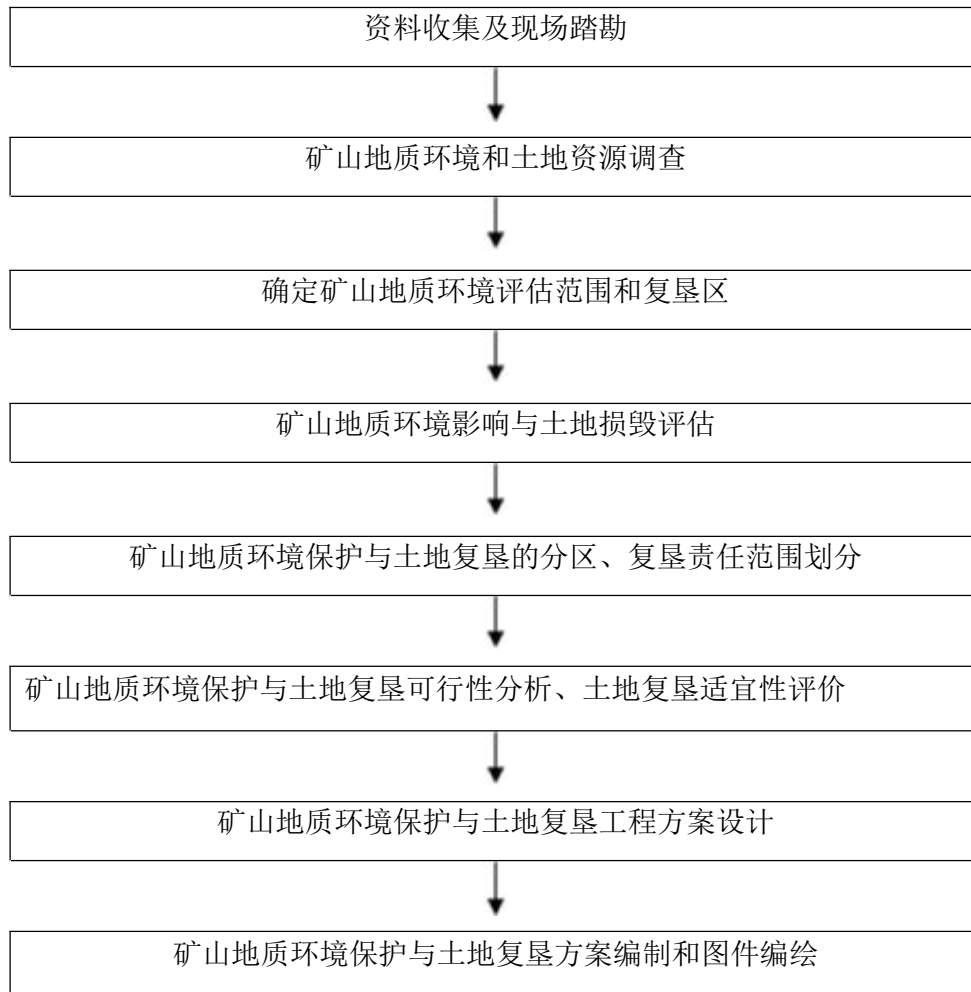 资料收集及现场踏勘
矿山地质环境和土地资源调查
确定矿山地质环境评估范围和复垦区
矿山地质环境影响与土地损毁评估
矿山地质环境保护与土地复垦的分区、复垦责任范围划分
矿山地质环境保护与土地复垦可行性分析、土地复垦适宜性评价
矿山地质环境保护与土地复垦工程方案设计
矿山地质环境保护与土地复垦方案编制和图件编绘